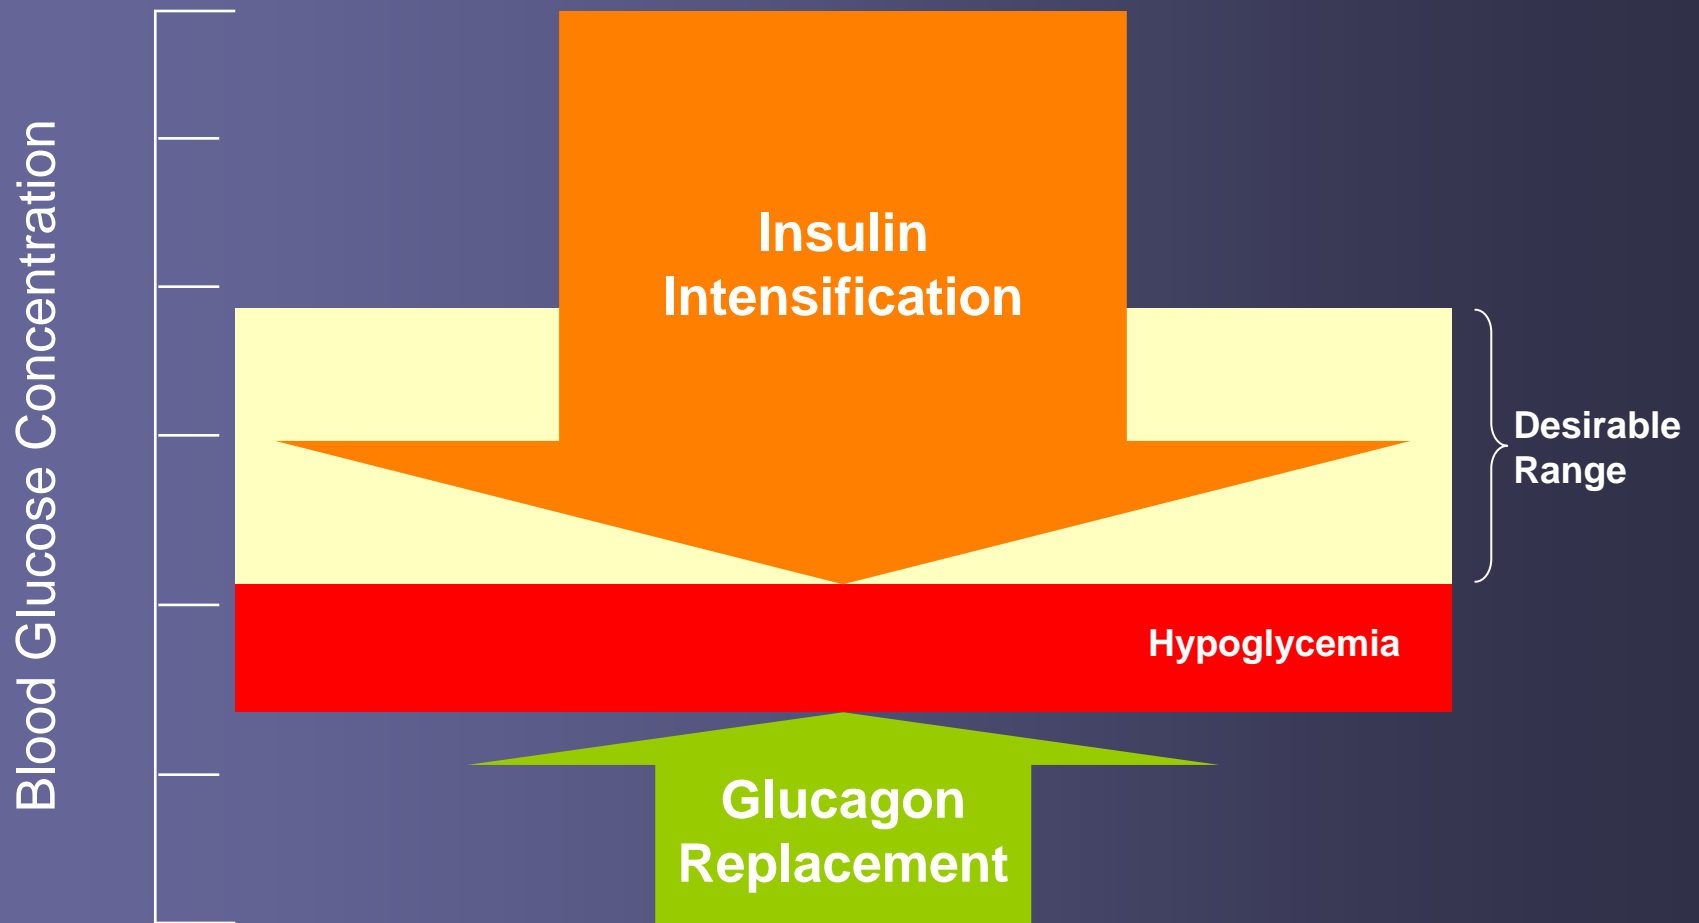 Blood Glucose Concentration
Insulin
Intensification
Desirable
Range
Hypoglycemia
Glucagon
Replacement